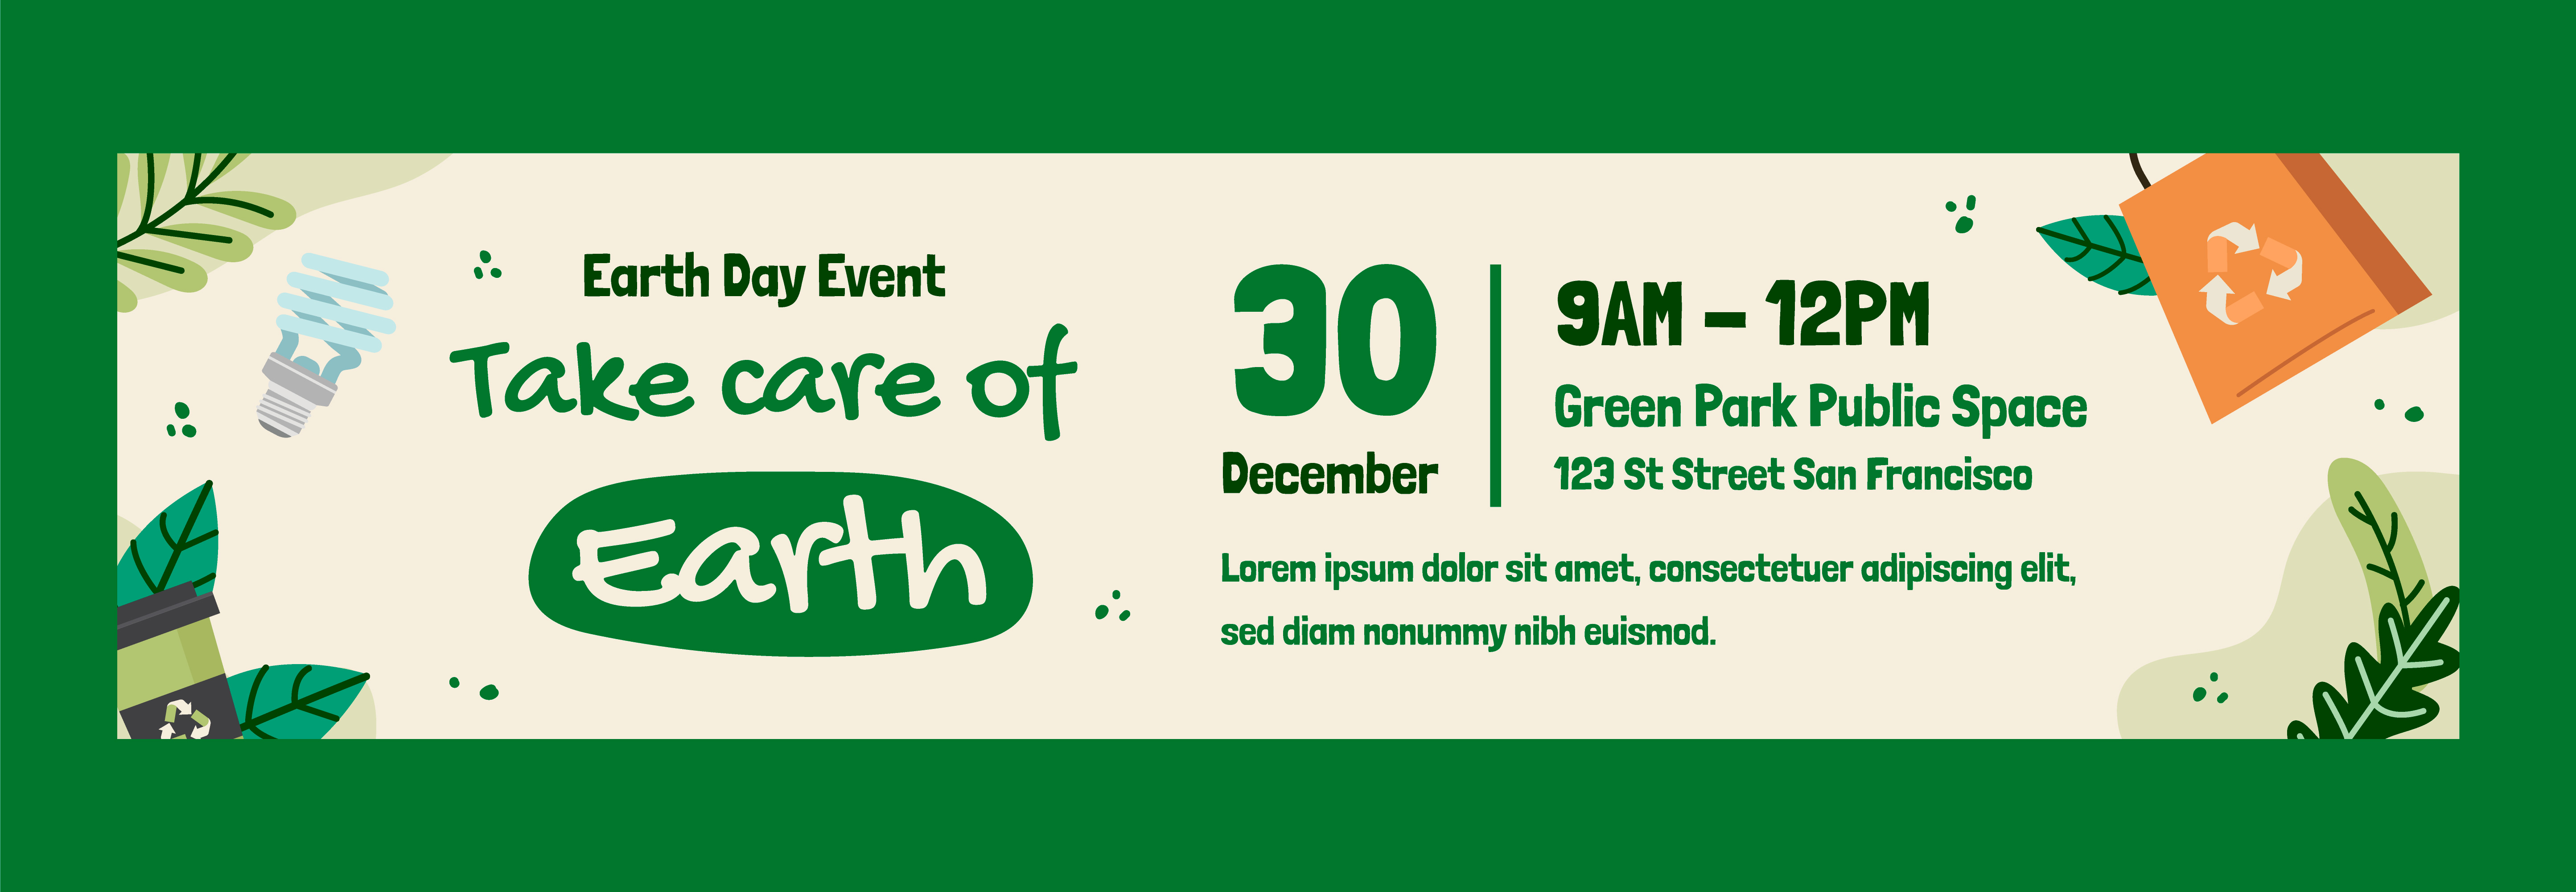 Earth Day Event
Take care of
Earth
30
December
9AM – 12PM
Green Park Public Space
123 St Street San Francisco
Lorem ipsum dolor sit amet, consectetuer adipiscing elit,
sed diam nonummy nibh euismod.